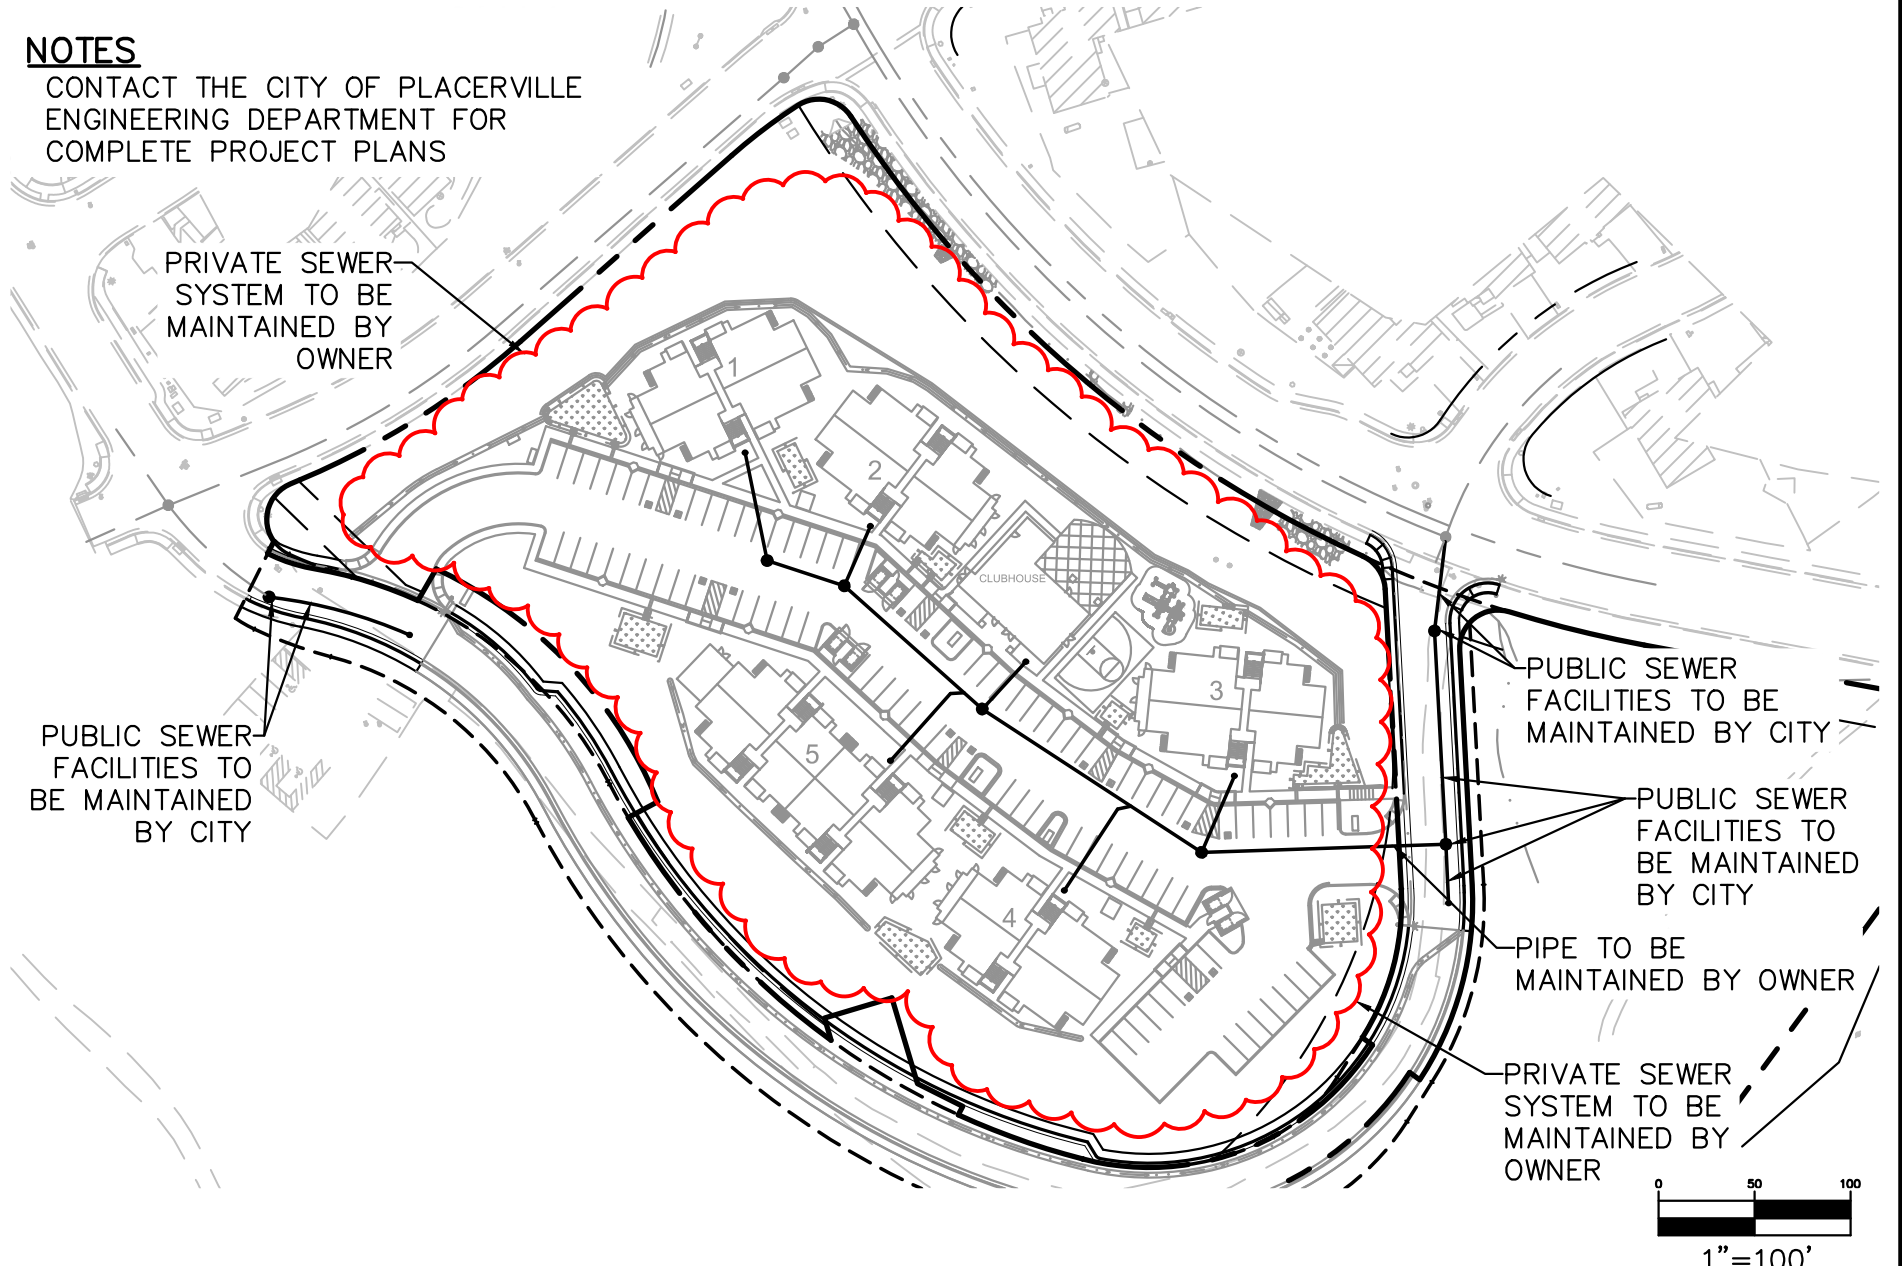 NOTES
CONTACT THE CITY OF PLACERVILLE
ENGINEERING DEPARTMENT FOR
COMPLETE PROJECT PLANS
PRIVATE SEWER
SYSTEM TO BE
MAINTAINED BY
OWNER
1
2
CLUBHOUSE
3
5
4
PUBLIC SEWER
FACILITIES TO
BE MAINTAINED
BY CITY
PUBLIC SEWER
FACILITIES TO BE
MAINTAINED BY CITY
PUBLIC SEWER
FACILITIES TO
BE MAINTAINED
BY CITY
PIPE TO BE
MAINTAINED BY OWNER
PRIVATE SEWER
SYSTEM TO BE
MAINTAINED BY
OWNER
0 50 100
1"=100'